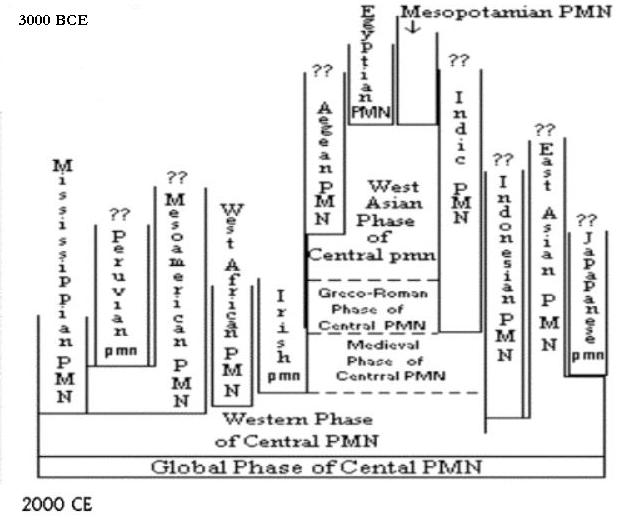 3000 BCE
Egyptian PMN
Mesopotamian PMN
??
Aegean PMN
??
Indic PMN
Mississippian PMN
??
Peruvian pmn
??
Mesoamerican PMN
West African PMN
Irish pmn
West
Asian
Phase
of
Central pmn
Greco-Roman
Phase of
Central PMN
Medieval
Phase of
Centrral PMN
??
Indonesian PMN
??
East Asian PMN
??
Japapanese pmn
Western Phase
of Central PMN
Global Phase of Cental PMN
2000 CE